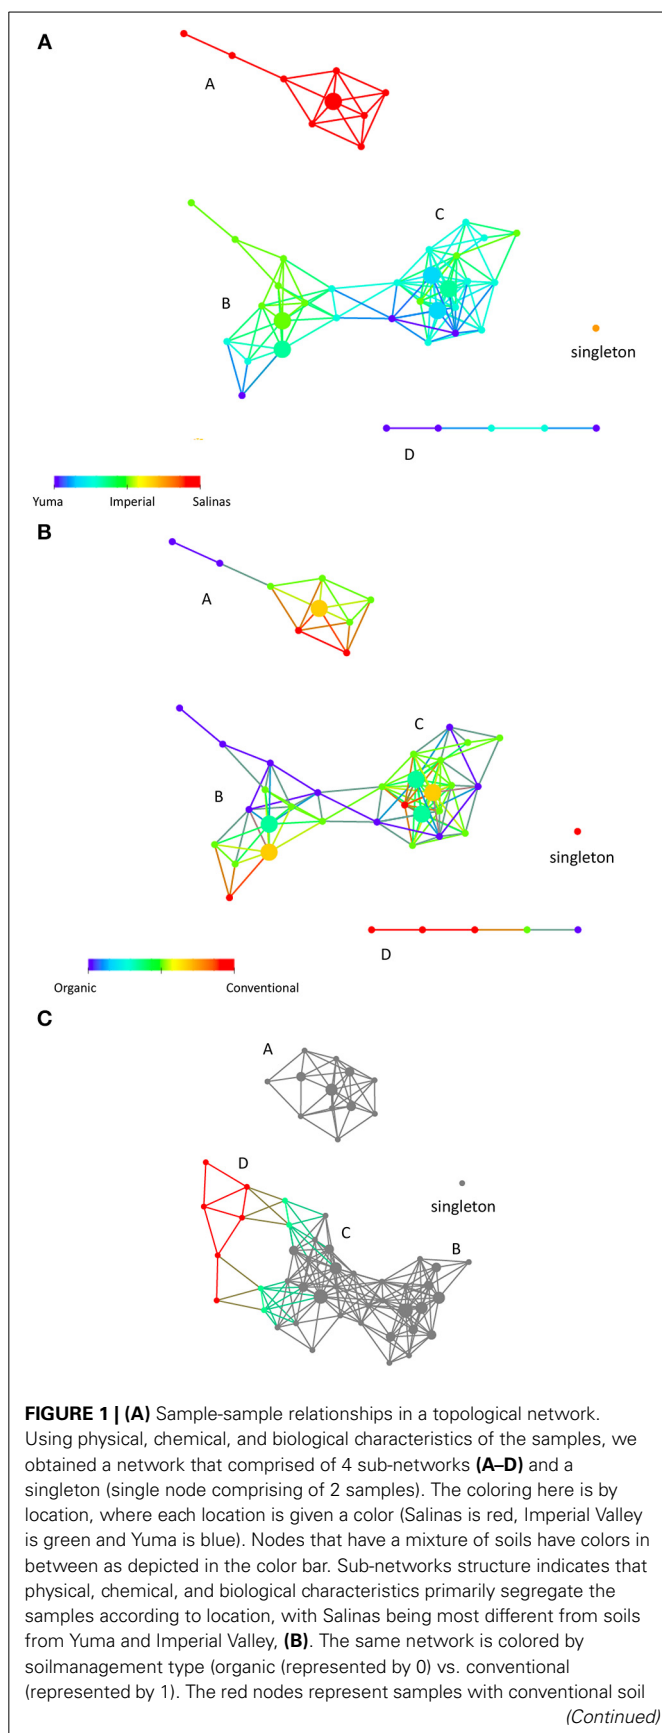 A
A
C
B
singleton
D
Yuma Imperial Salinas
B
A
C
B
singleton
D
Organic Conventional
C
A
D
singleton
C
B
FIGURE 1 | (A) Sample-sample relationships in a topological network.
Using physical, chemical, and biological characteristics of the samples, we
obtained a network that comprised of 4 sub-networks (A–D) and a
singleton (single node comprising of 2 samples). The coloring here is by
location, where each location is given a color (Salinas is red, Imperial Valley
is green and Yuma is blue). Nodes that have a mixture of soils have colors in
between as depicted in the color bar. Sub-networks structure indicates that
physical, chemical, and biological characteristics primarily segregate the
samples according to location, with Salinas being most different from soils
from Yuma and Imperial Valley, (B). The same network is colored by
soilmanagement type (organic (represented by 0) vs. conventional
(represented by 1). The red nodes represent samples with conventional soil
(Continued)